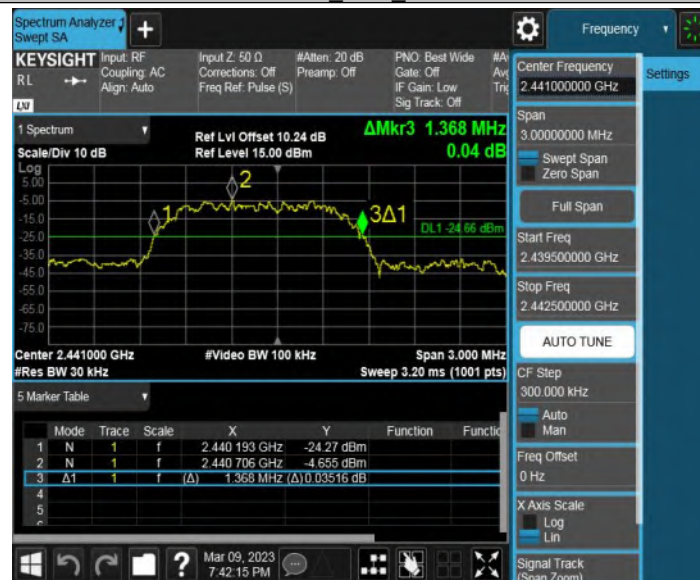 Spectrum Analyzer 1
Swept SA
+
Frequency
KEYSIGHT
RL
LXI
Input: RF
Coupling: AC
Align: Auto
Input Z: 50 Ω
Corrections: Off
Freq Ref: Pulse (S)
#Atten: 20 dB
Preamp: Off
PNO: Best Wide
Gate: Off
IF Gain: Low
Sig Track: Off
Settings
1 Spectrum
Scale/Div 10 dB
Ref Lvl Offset 10.24 dB
Ref Level 15.00 dBm
ΔMkr3 1.368 MHz
0.04 dB
Log
5.00
-5.00
-15.0
-25.0
-35.0
-45.0
-55.0
-65.0
-75.0
1
2
3Δ1
DL1 -24.66 dBm
Center 2.441000 GHz
#Res BW 30 kHz
#Video BW 100 kHz
Span 3.000 MHz
Sweep 3.20 ms (1001 pts)
5 Marker Table
Mode Trace Scale X Y Function
1 N 1 f 2.440 193 GHz -24.27 dBm
2 N 1 f 2.440 706 GHz -4.655 dBm
3 Δ1 1 f (Δ) 1.368 MHz (Δ) 0.03516 dB
4
5
?
Mar 09, 2023
7:42:15 PM
Center Frequency
2.441000000 GHz
Span
3.00000000 MHz
Swept Span
Zero Span
Full Span
Start Freq
2.439500000 GHz
Stop Freq
2.442500000 GHz
AUTO TUNE
CF Step
300.000 kHz
Auto
Man
Freq Offset
0 Hz
X Axis Scale
Log
Lin
Signal Track
(Span Zoom)